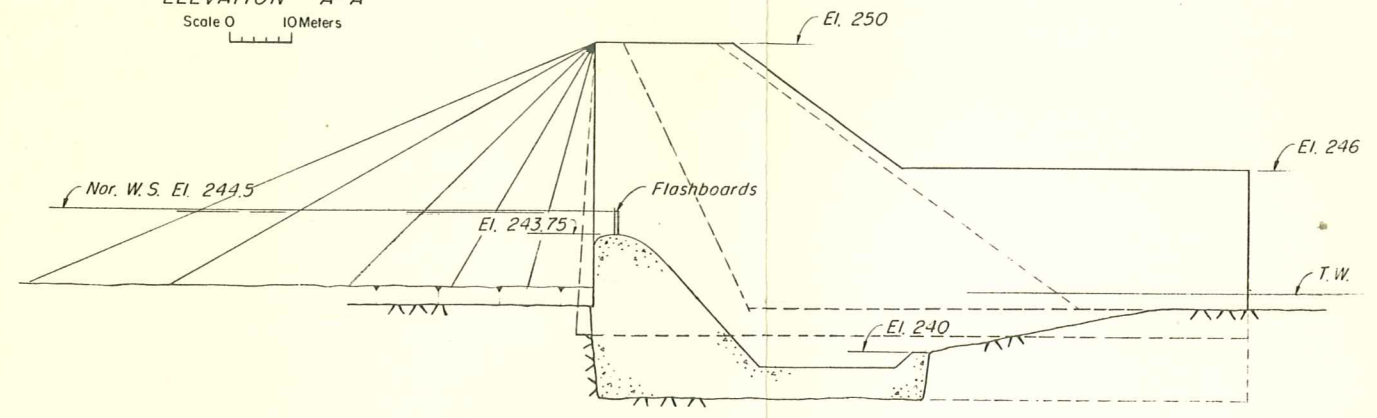 ELEVATION "A-A"
Scale 0 10 Meters
El. 250
El. 246
Nor. W.S. El. 244.5
Flashboards
El. 243.75
T.W.
El. 240